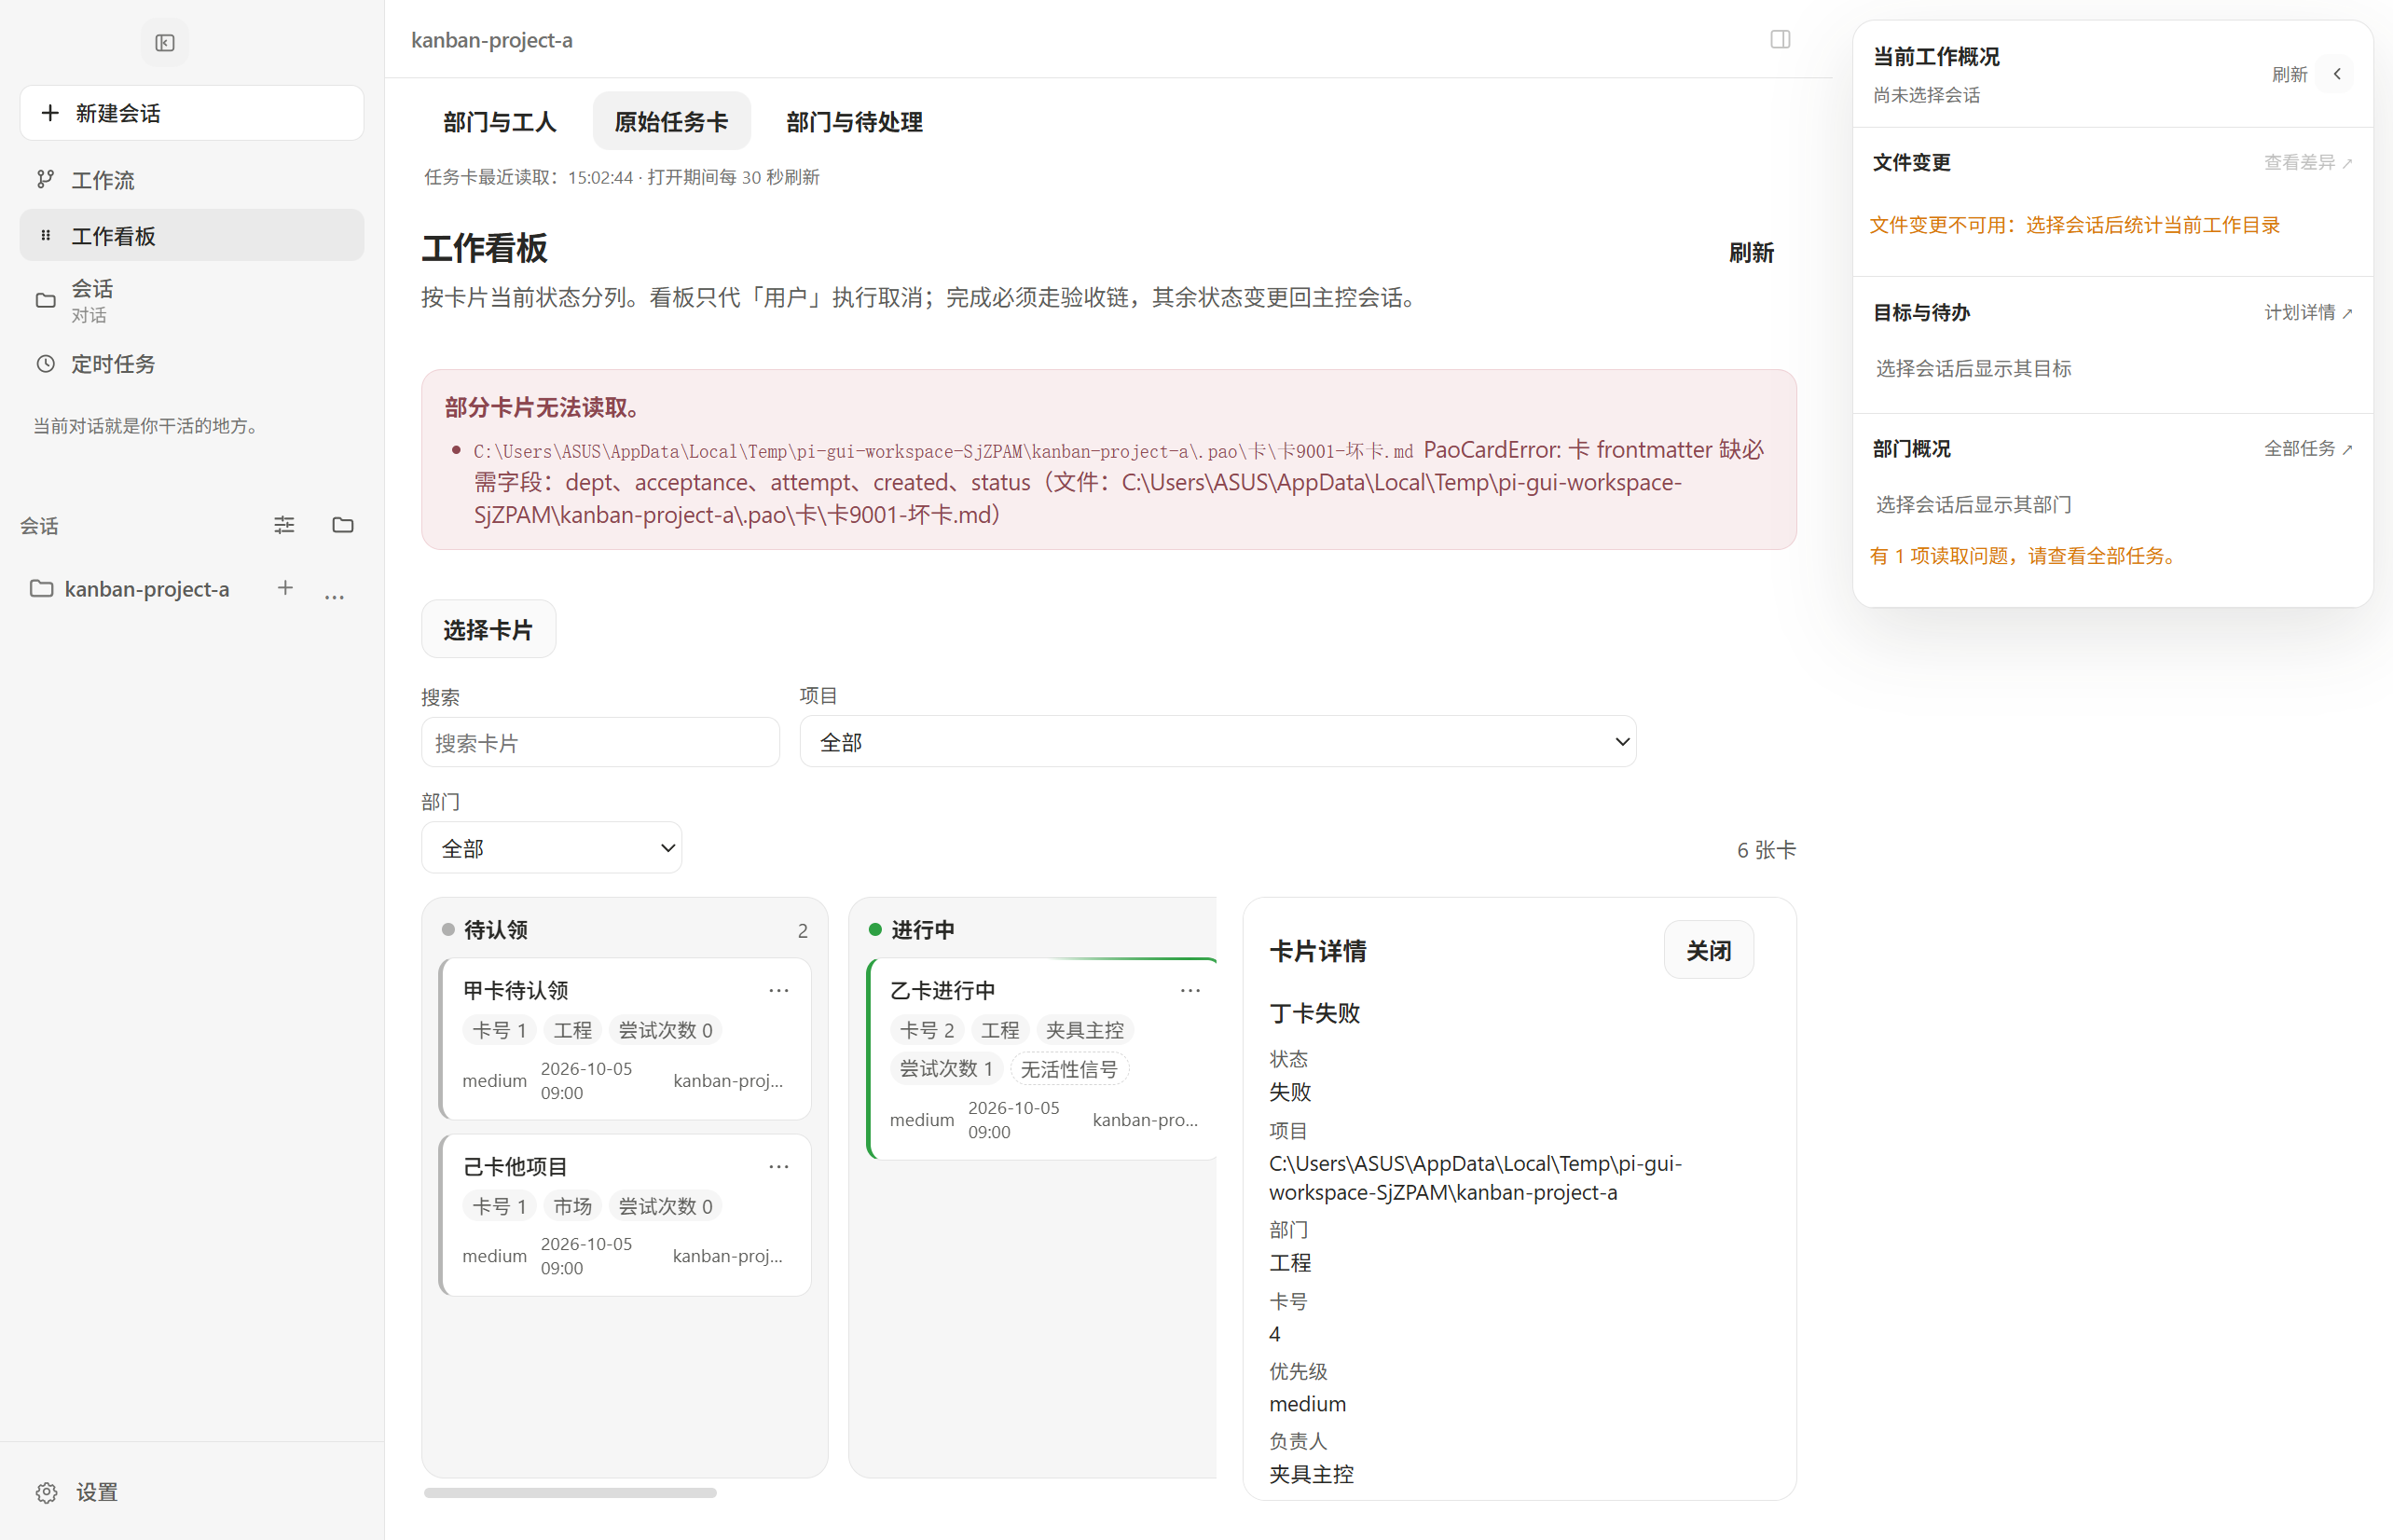 新建会话
工作流
工作看板
会话
对话
定时任务
当前对话就是你干活的地方。
会话
kanban-project-a
...
设置
kanban-project-a
部门与工人
原始任务卡
部门与待处理
任务卡最近读取：15:02:44 · 打开期间每 30 秒刷新
工作看板
刷新
按卡片当前状态分列。看板只代「用户」执行取消；完成必须走验收链，其余状态变更回主控会话。
部分卡片无法读取。
C:\Users\ASUS\AppData\Local\Temp\pi-gui-workspace-SjZPAM\kanban-project-a\.pao\卡\卡9001-坏卡.md PaoCardError: 卡 frontmatter 缺必
需字段：dept、acceptance、attempt、created、status（文件：C:\Users\ASUS\AppData\Local\Temp\pi-gui-workspace-
SjZPAM\kanban-project-a\.pao\卡\卡9001-坏卡.md）
选择卡片
搜索
搜索卡片
项目
全部
部门
全部
6 张卡
待认领
2
甲卡待认领
...
卡号 1
工程
尝试次数 0
medium
2026-10-05
09:00
kanban-proj...
己卡他项目
...
卡号 1
市场
尝试次数 0
medium
2026-10-05
09:00
kanban-proj...
进行中
乙卡进行中
...
卡号 2
工程
夹具主控
尝试次数 1
无活性信号
medium
2026-10-05
09:00
kanban-pro...
卡片详情
关闭
丁卡失败
状态
失败
项目
C:\Users\ASUS\AppData\Local\Temp\pi-gui-
workspace-SjZPAM\kanban-project-a
部门
工程
卡号
4
优先级
medium
负责人
夹具主控
当前工作概况
尚未选择会话
刷新
文件变更
查看差异 ↗
文件变更不可用：选择会话后统计当前工作目录
目标与待办
计划详情 ↗
选择会话后显示其目标
部门概况
全部任务 ↗
选择会话后显示其部门
有 1 项读取问题，请查看全部任务。